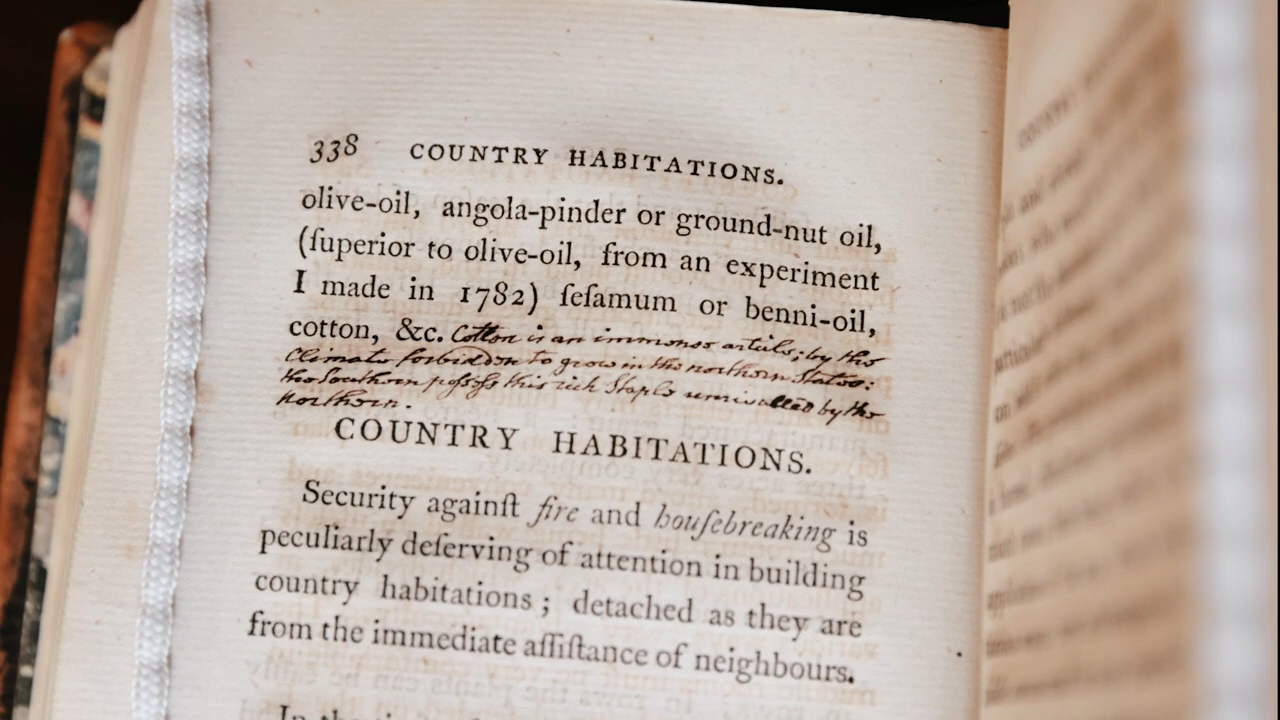 338 COUNTRY HABITATIONS.
olive-oil, angola-pinder or ground-nut oil,
(ſuperior to olive-oil, from an experiment
I made in 1782) ſeſamum or benni-oil,
cotton, &c. Cotton is an immense article; by the
Climate forbidden to grow in the northern States:
the Southern poſseſs this rich Staple unrivalled by the
northern.
COUNTRY HABITATIONS.
Security againſt fire and houſebreaking is
peculiarly deſerving of attention in building
country habitations; detached as they are
from the immediate aſſiſtance of neighbours.